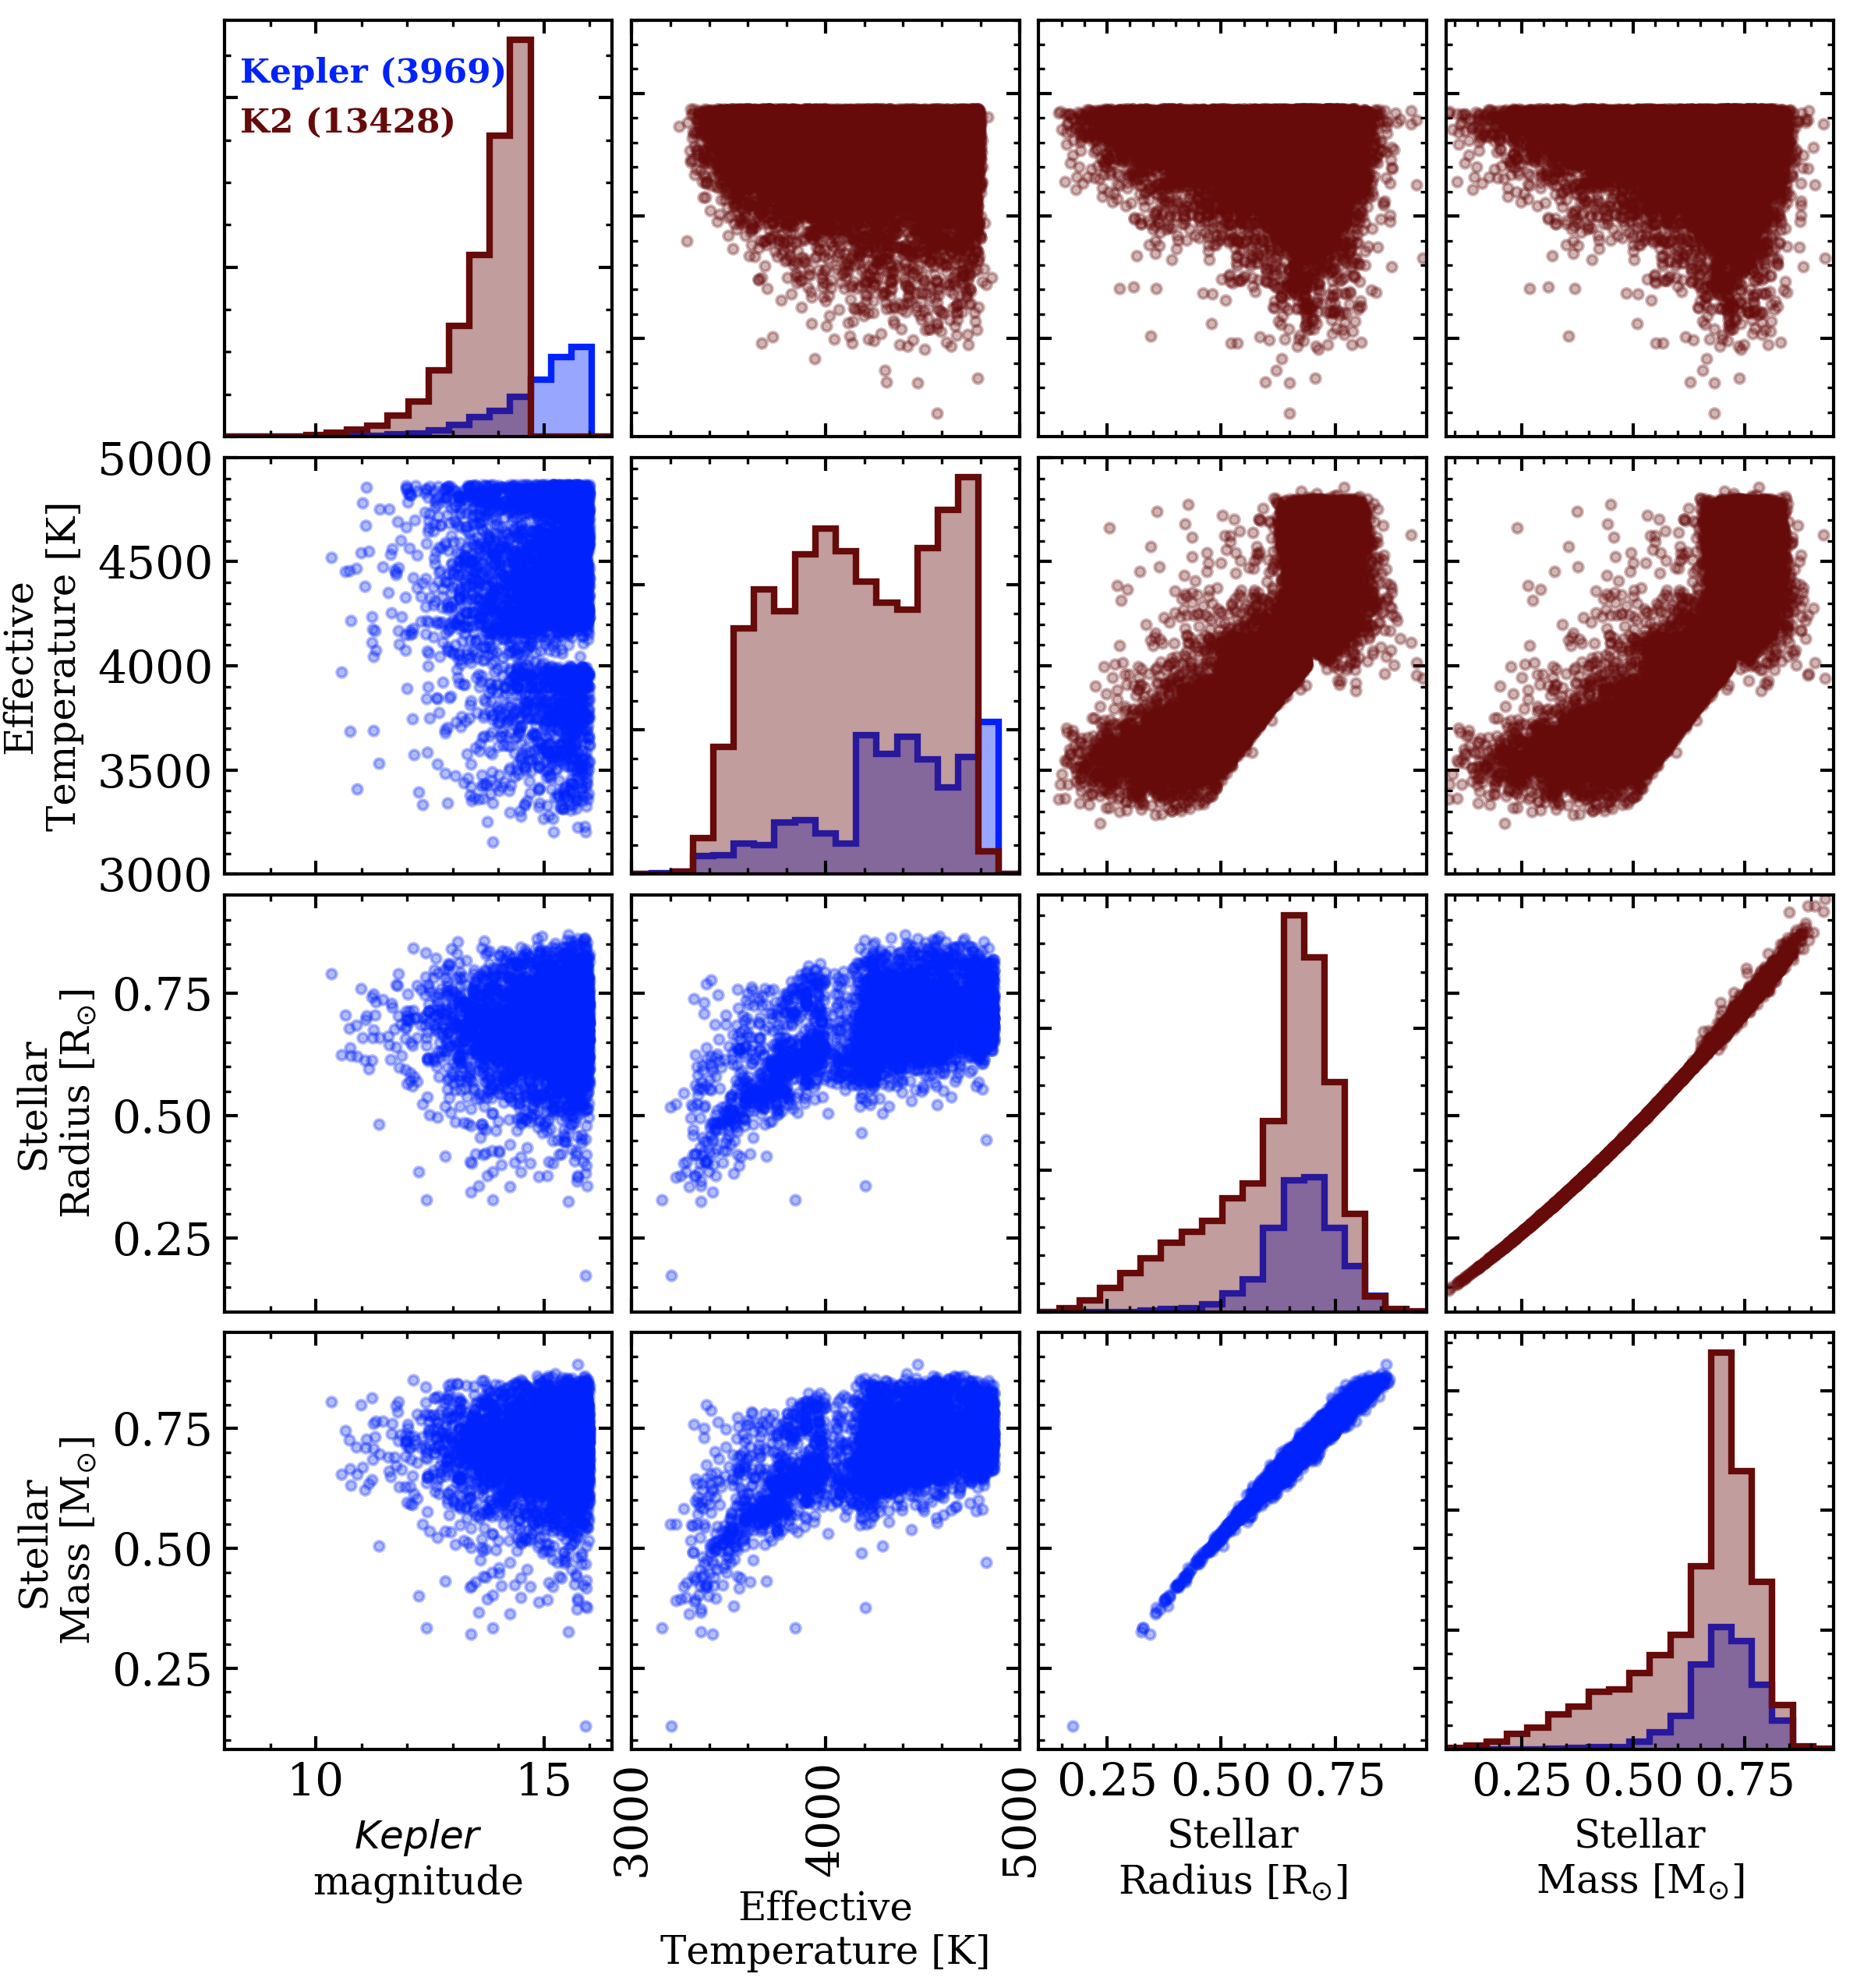 Kepler (3969)
K2 (13428)
5000
4500
4000
3500
3000
Effective
Temperature [K]
0.75
0.50
0.25
Stellar
Radius [R☉]
0.75
0.50
0.25
Stellar
Mass [M☉]
10 15
Kepler
magnitude
3000 4000 5000
Effective
Temperature [K]
0.25 0.50 0.75
Stellar
Radius [R☉]
0.25 0.50 0.75
Stellar
Mass [M☉]